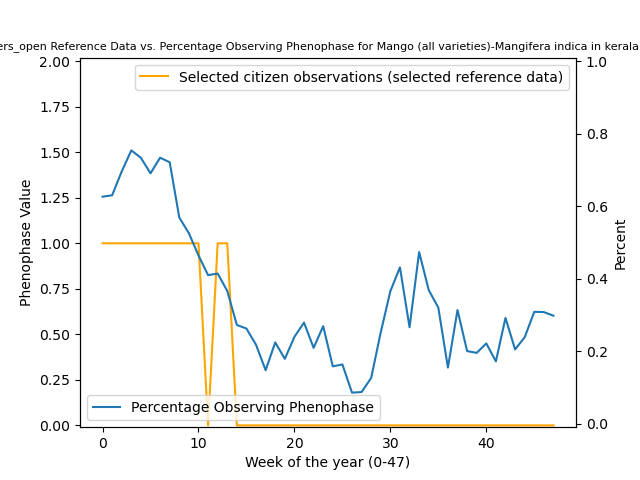 ers_open Reference Data vs. Percentage Observing Phenophase for Mango (all varieties)-Mangifera indica in kerala
Selected citizen observations (selected reference data)
Percentage Observing Phenophase
Phenophase Value
2.00
1.75
1.50
1.25
1.00
0.75
0.50
0.25
0.00
1.0
0.8
0.6
0.4
0.2
0.0
Percent
0 10 20 30 40
Week of the year (0-47)